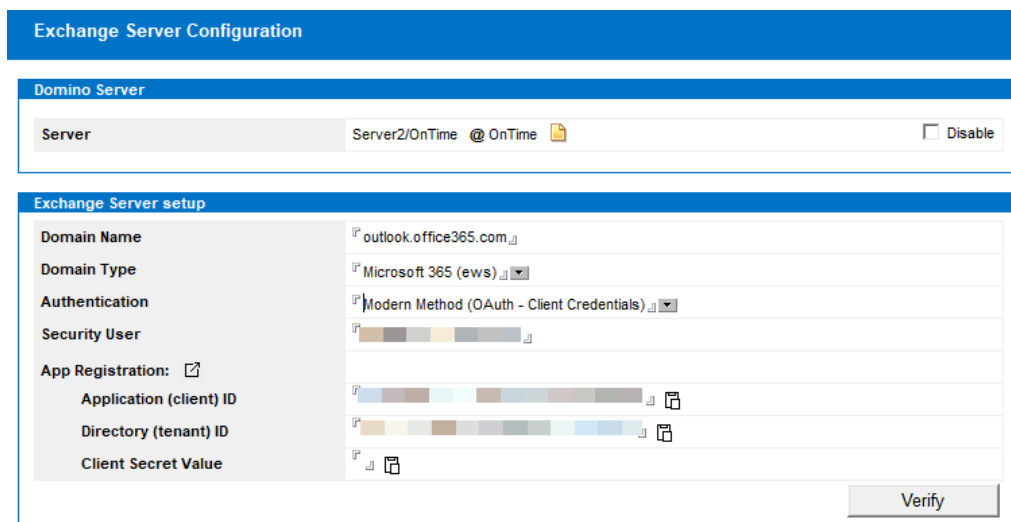 Exchange Server Configuration
Domino Server
Server Server2/OnTime @ OnTime Disable
Exchange Server setup
Domain Name outlook.office365.com
Domain Type Microsoft 365 (ews)
Authentication Modern Method (OAuth - Client Credentials)
Security User
App Registration:
Application (client) ID
Directory (tenant) ID
Client Secret Value
Verify